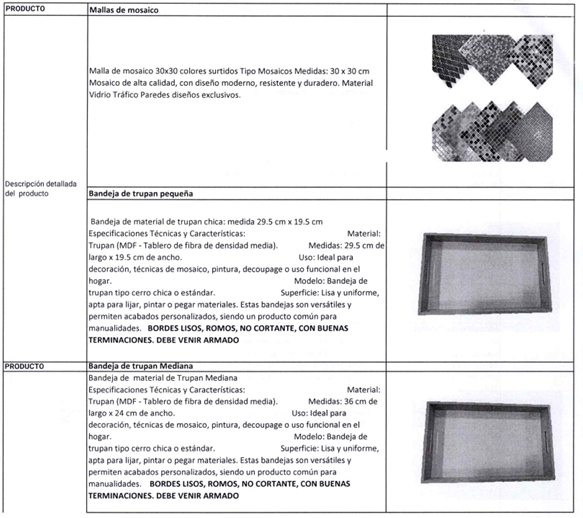 PRODUCTO
Mallas de mosaico
Malla de mosaico 30x30 colores surtidos Tipo Mosaicos Medidas: 30 x 30 cm
Mosaico de alta calidad, con diseño moderno, resistente y duradero. Material
Vidrio Tráfico Paredes diseños exclusivos.
Descripción detallada
del producto
Bandeja de trupan pequeña
Bandeja de material de trupan chica: medida 29.5 cm x 19.5 cm
Especificaciones Técnicas y Características: Material:
Trupan (MDF - Tablero de fibra de densidad media). Medidas: 29.5 cm de
largo x 19.5 cm de ancho. Uso: Ideal para
decoración, técnicas de mosaico, pintura, decoupage o uso funcional en el
hogar. Modelo: Bandeja de
trupan tipo cerro chica o estándar. Superficie: Lisa y uniforme,
apta para lijar, pintar o pegar materiales. Estas bandejas son versátiles y
permiten acabados personalizados, siendo un producto común para
manualidades. BORDES LISOS, ROMOS, NO CORTANTE, CON BUENAS
TERMINACIONES. DEBE VENIR ARMADO
PRODUCTO
Bandeja de trupan Mediana
Bandeja de material de Trupan Mediana
Especificaciones Técnicas y Características: Material:
Trupan (MDF - Tablero de fibra de densidad media). Medidas: 36 cm de
largo x 24 cm de ancho. Uso: Ideal para
decoración, técnicas de mosaico, pintura, decoupage o uso funcional en el
hogar. Modelo: Bandeja de
trupan tipo cerro chica o estándar. Superficie: Lisa y uniforme,
apta para lijar, pintar o pegar materiales. Estas bandejas son versátiles y
permiten acabados personalizados, siendo un producto común para
manualidades. BORDES LISOS, ROMOS, NO CORTANTE, CON BUENAS
TERMINACIONES. DEBE VENIR ARMADO